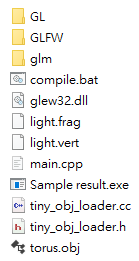 GL
GLFW
glm
compile.bat
glew32.dll
light.frag
light.vert
main.cpp
Sample result.exe
tiny_obj_loader.cc
tiny_obj_loader.h
torus.obj